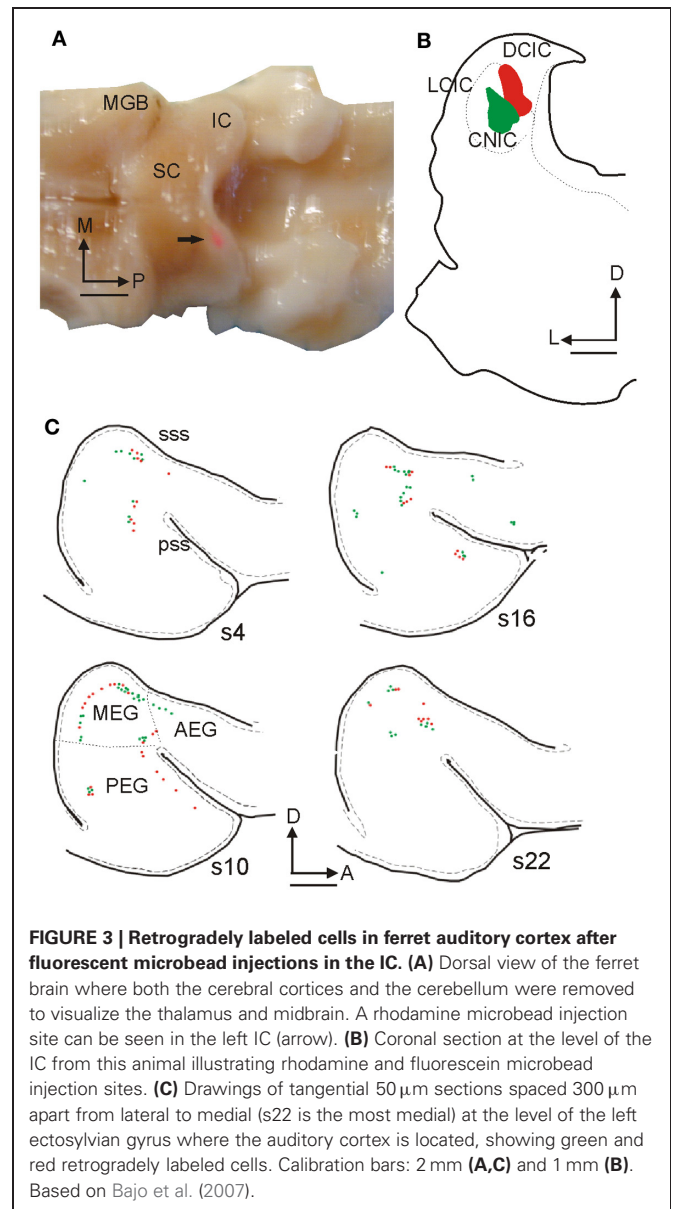 A
MGB
IC
SC
M
P
B
DCIC
LCIC
CNIC
D
L
C
sss
pss
s4
s16
MEG
AEG
PEG
s10
D
A
s22
FIGURE 3 | Retrogradely labeled cells in ferret auditory cortex after
fluorescent microbead injections in the IC. (A) Dorsal view of the ferret
brain where both the cerebral cortices and the cerebellum were removed
to visualize the thalamus and midbrain. A rhodamine microbead injection
site can be seen in the left IC (arrow). (B) Coronal section at the level of the
IC from this animal illustrating rhodamine and fluorescein microbead
injection sites. (C) Drawings of tangential 50 μm sections spaced 300 μm
apart from lateral to medial (s22 is the most medial) at the level of the left
ectosylvian gyrus where the auditory cortex is located, showing green and
red retrogradely labeled cells. Calibration bars: 2 mm (A,C) and 1 mm (B).
Based on Bajo et al. (2007).